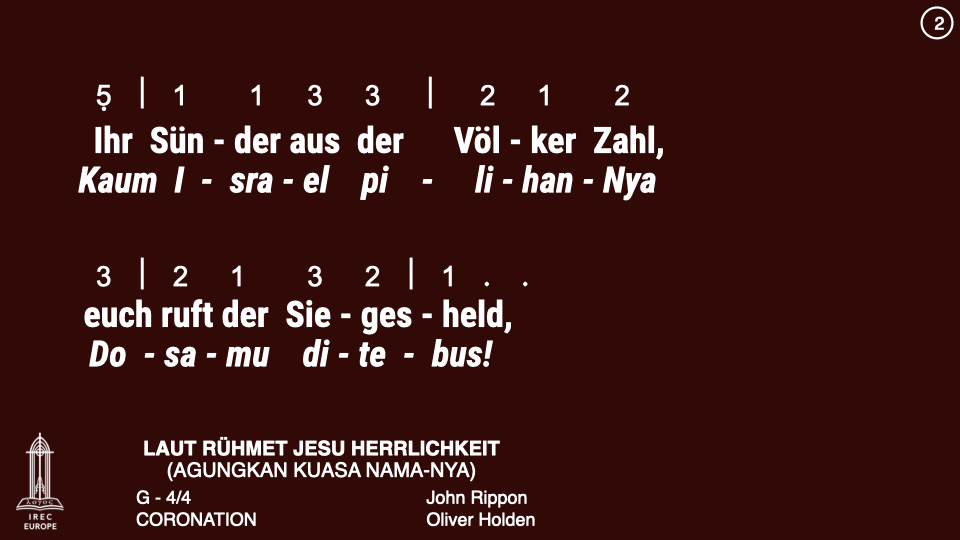 2
5̣ | 1 1 3 3 | 2 1 2
Ihr Sün - der aus der Völ - ker Zahl,
Kaum I - sra - el pi - li - han - Nya
3 | 2 1 3 2 | 1 . .
euch ruft der Sie - ges - held,
Do - sa - mu di - te - bus!
LAUT RÜHMET JESU HERRLICHKEIT
(AGUNGKAN KUASA NAMA-NYA)
G - 4/4 John Rippon
CORONATION Oliver Holden
ΛΟΓΟΣ
IREC
EUROPE